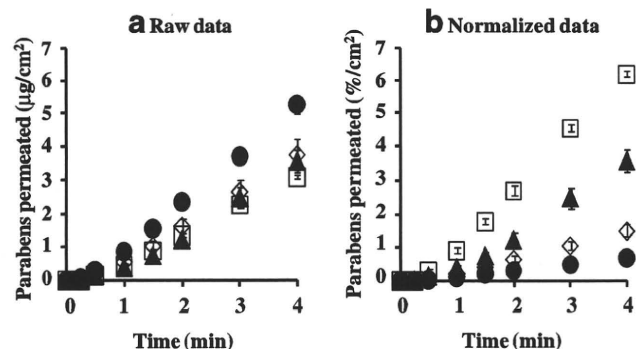 a Raw data
Parabens permeated (μg/cm²)
7
6
5
4
3
2
1
0
0 1 2 3 4
Time (min)
b Normalized data
Parabens permeated (%/cm²)
7
6
5
4
3
2
1
0
0 1 2 3 4
Time (min)